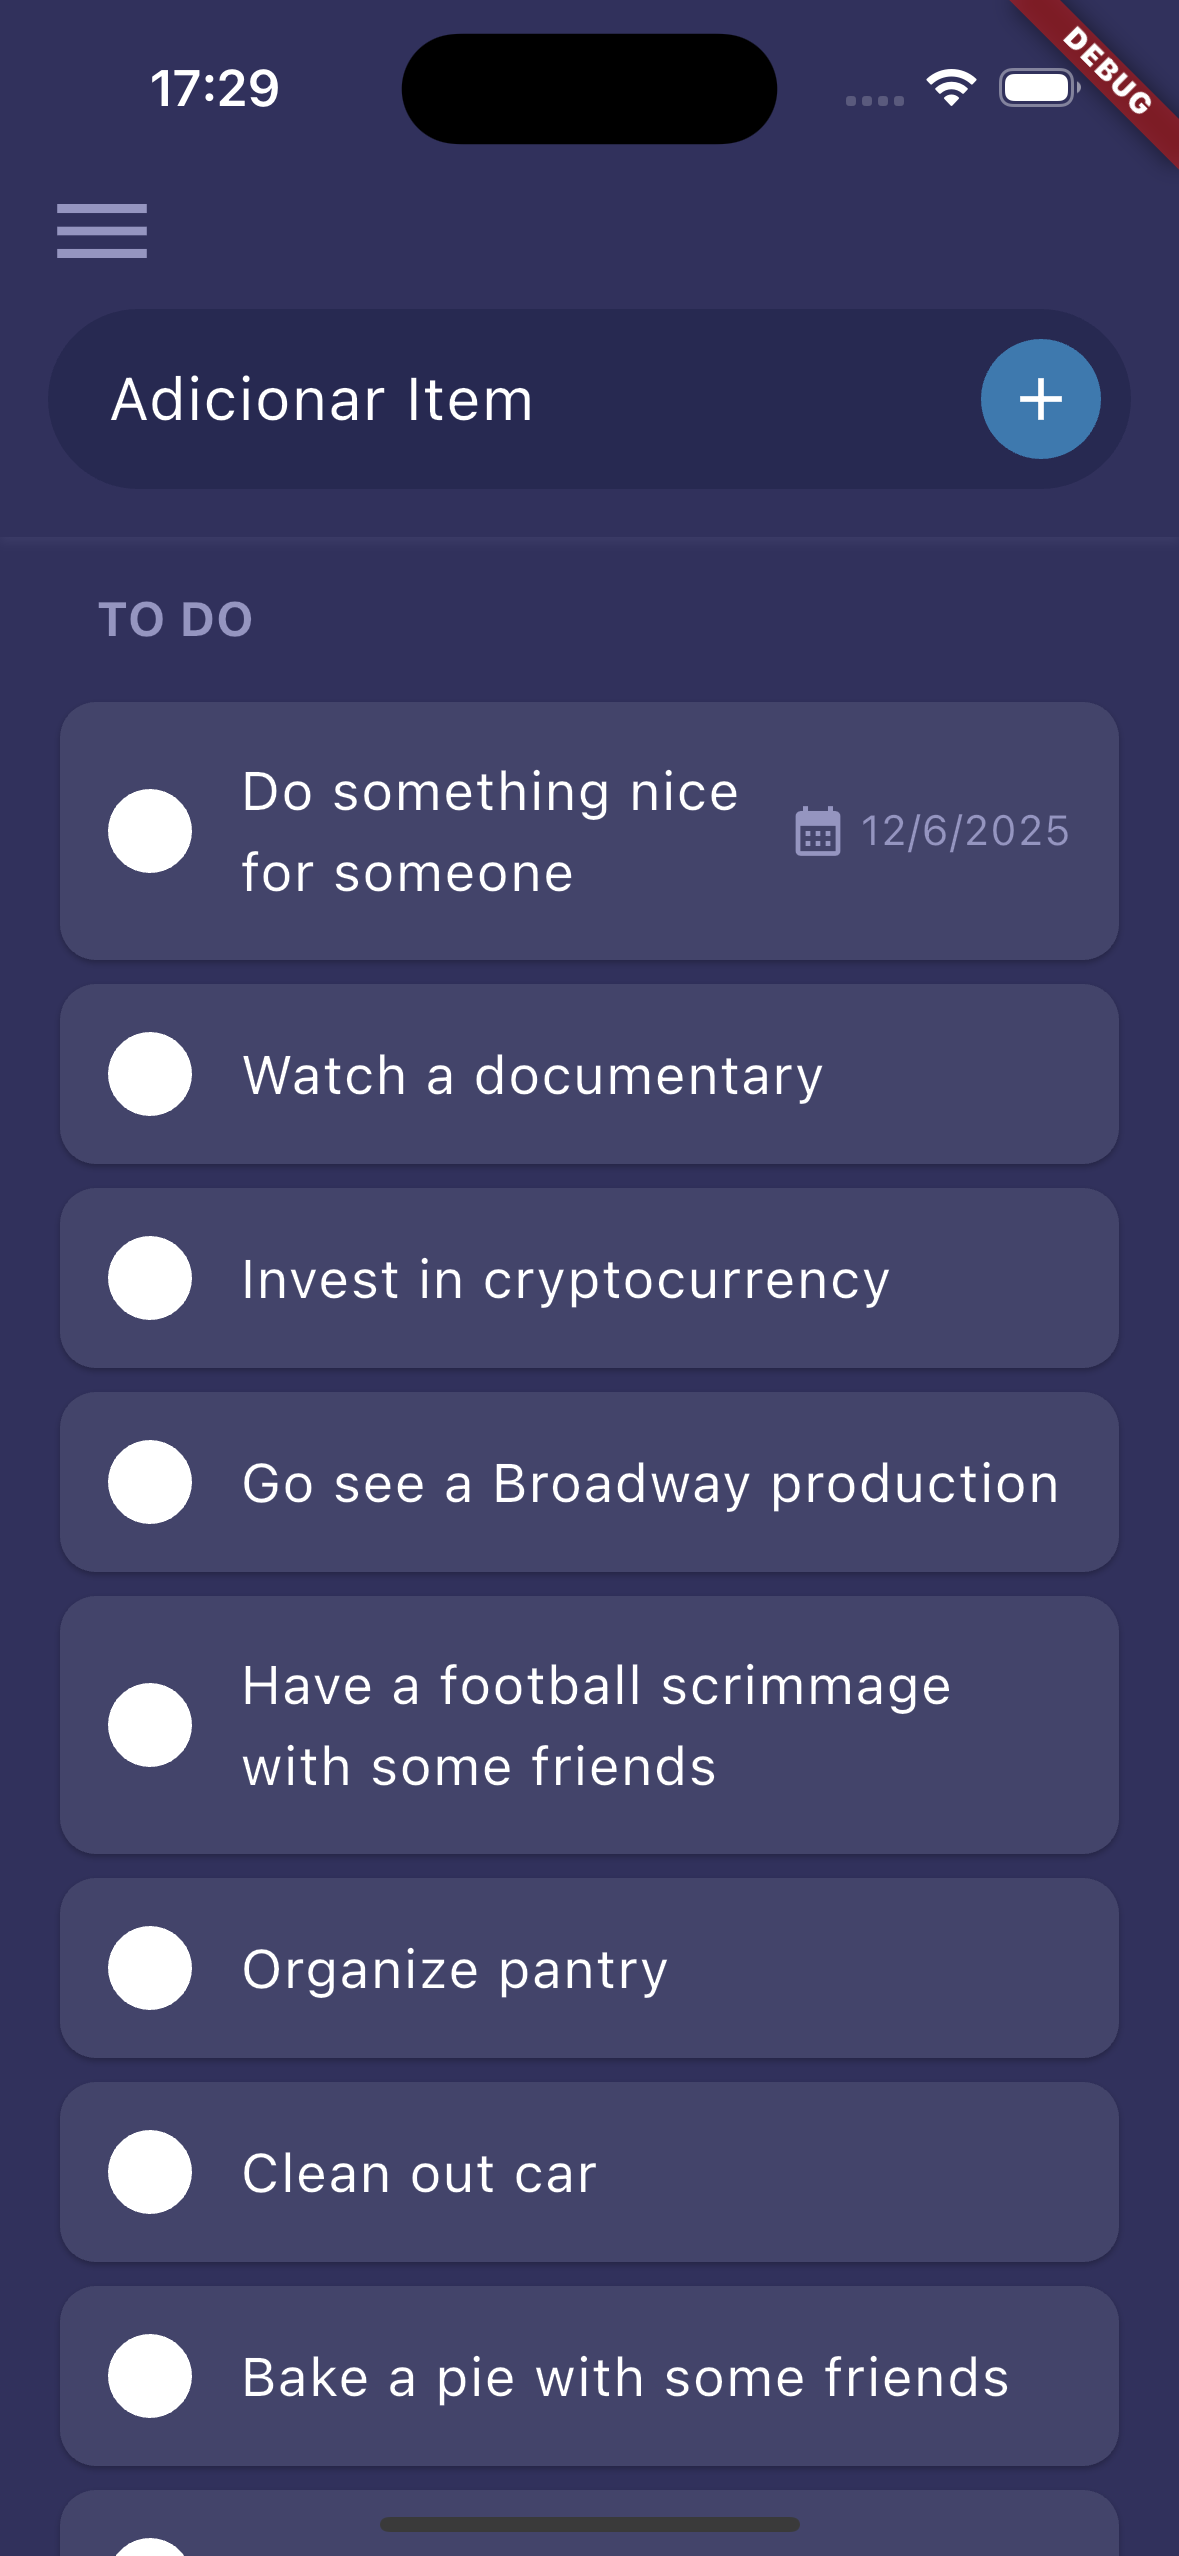 17:29
DEBUG
Adicionar Item
TO DO
Do something nice
for someone
12/6/2025
Watch a documentary
Invest in cryptocurrency
Go see a Broadway production
Have a football scrimmage
with some friends
Organize pantry
Clean out car
Bake a pie with some friends